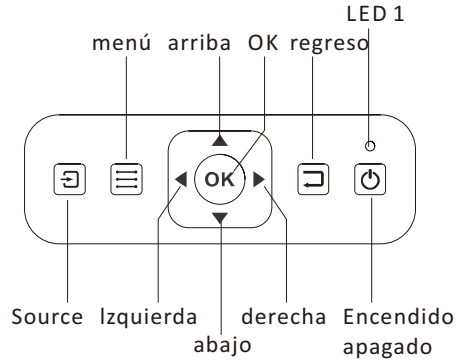 LED 1
menú arriba OK regreso
OK
Source Izquierda derecha Encendido
abajo apagado